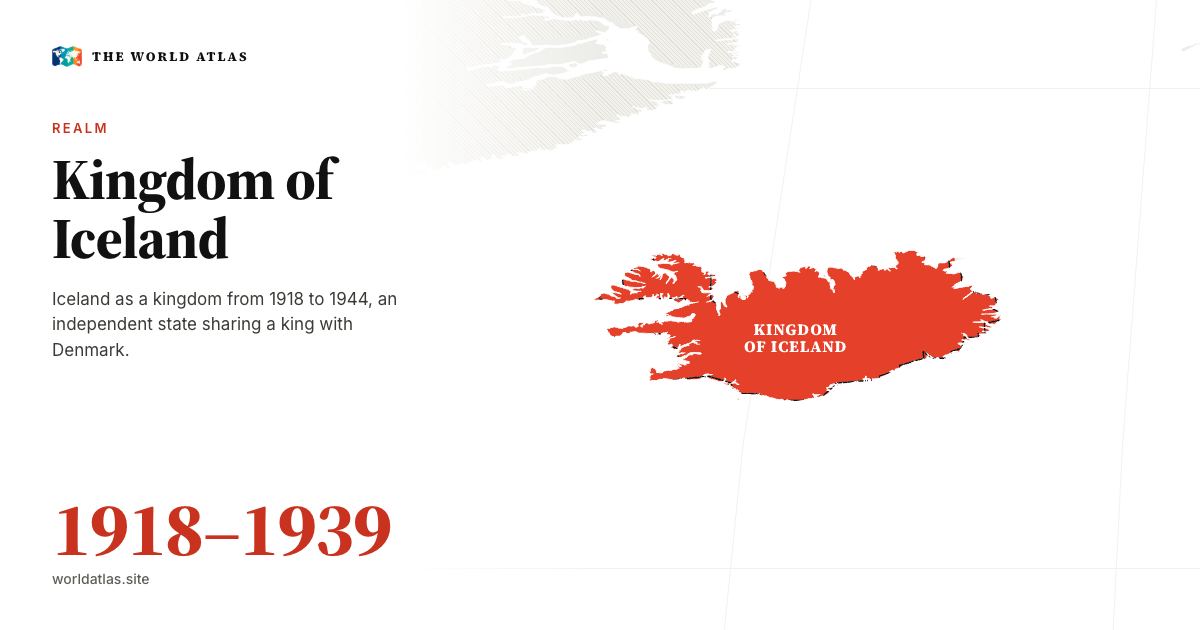 THE WORLD ATLAS
REALM
Kingdom of
Iceland
Iceland as a kingdom from 1918 to 1944, an
independent state sharing a king with
Denmark.
KINGDOM
OF ICELAND
1918–1939
worldatlas.site